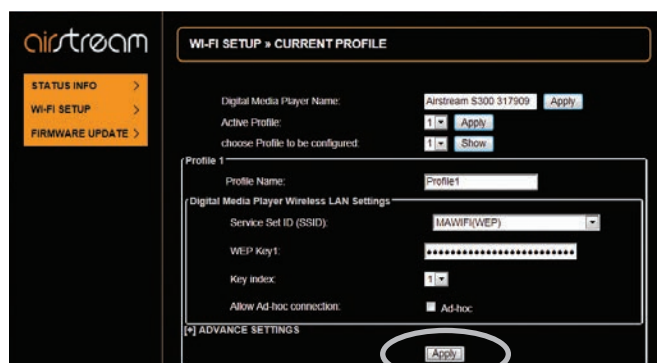 airstream
WI-FI SETUP » CURRENT PROFILE
STATUS INFO >
WI-FI SETUP >
FIRMWARE UPDATE >
Digital Media Player Name: Airstream S300 317909 Apply
Active Profile: 1 Apply
choose Profile to be configured: 1 Show
Profile 1
Profile Name: Profile1
Digital Media Player Wireless LAN Settings
Service Set ID (SSID): MAWIFI(WEP)
WEP Key1: ••••••••••••••••••••••••••
Key index: 1
Allow Ad-hoc connection: Ad-hoc
[+] ADVANCE SETTINGS
Apply